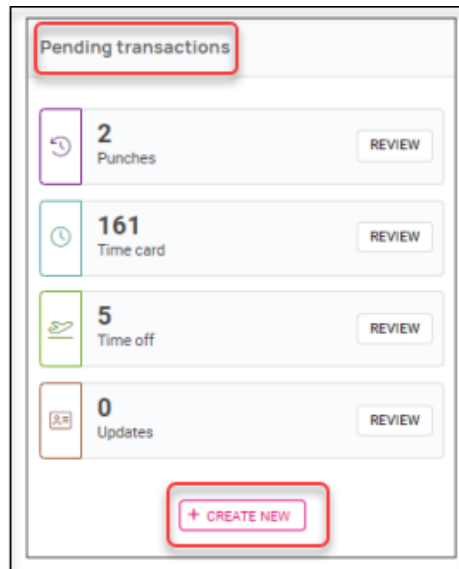 Pending transactions
2
Punches
REVIEW
161
Time card
REVIEW
5
Time off
REVIEW
0
Updates
REVIEW
+ CREATE NEW